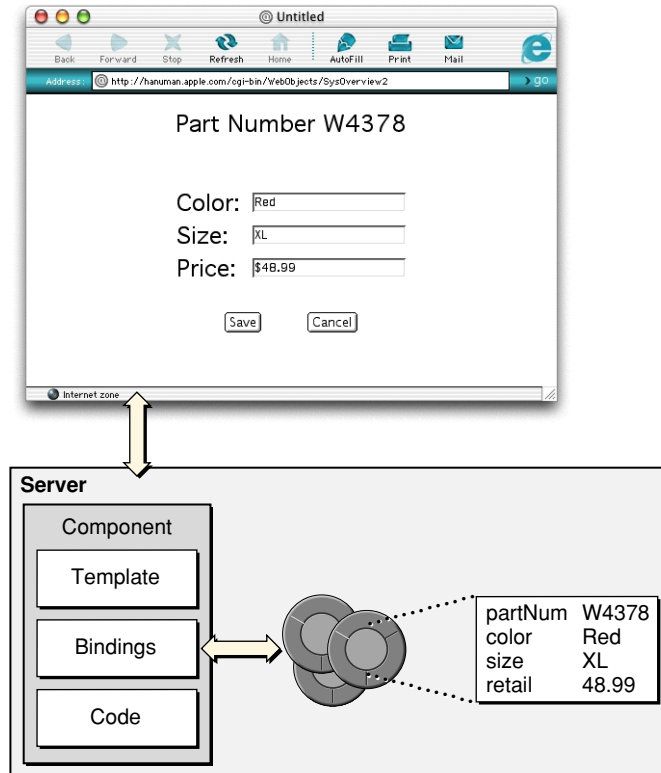 Untitled
Back Forward Stop Refresh Home AutoFill Print Mail
Address: http://hanuman.apple.com/cgi-bin/WebObjects/SysOverview2 go
Part Number W4378
Color: Red
Size: XL
Price: $48.99
Save Cancel
Internet zone
Server
Component
Template
Bindings
Code
partNum W4378
color Red
size XL
retail 48.99